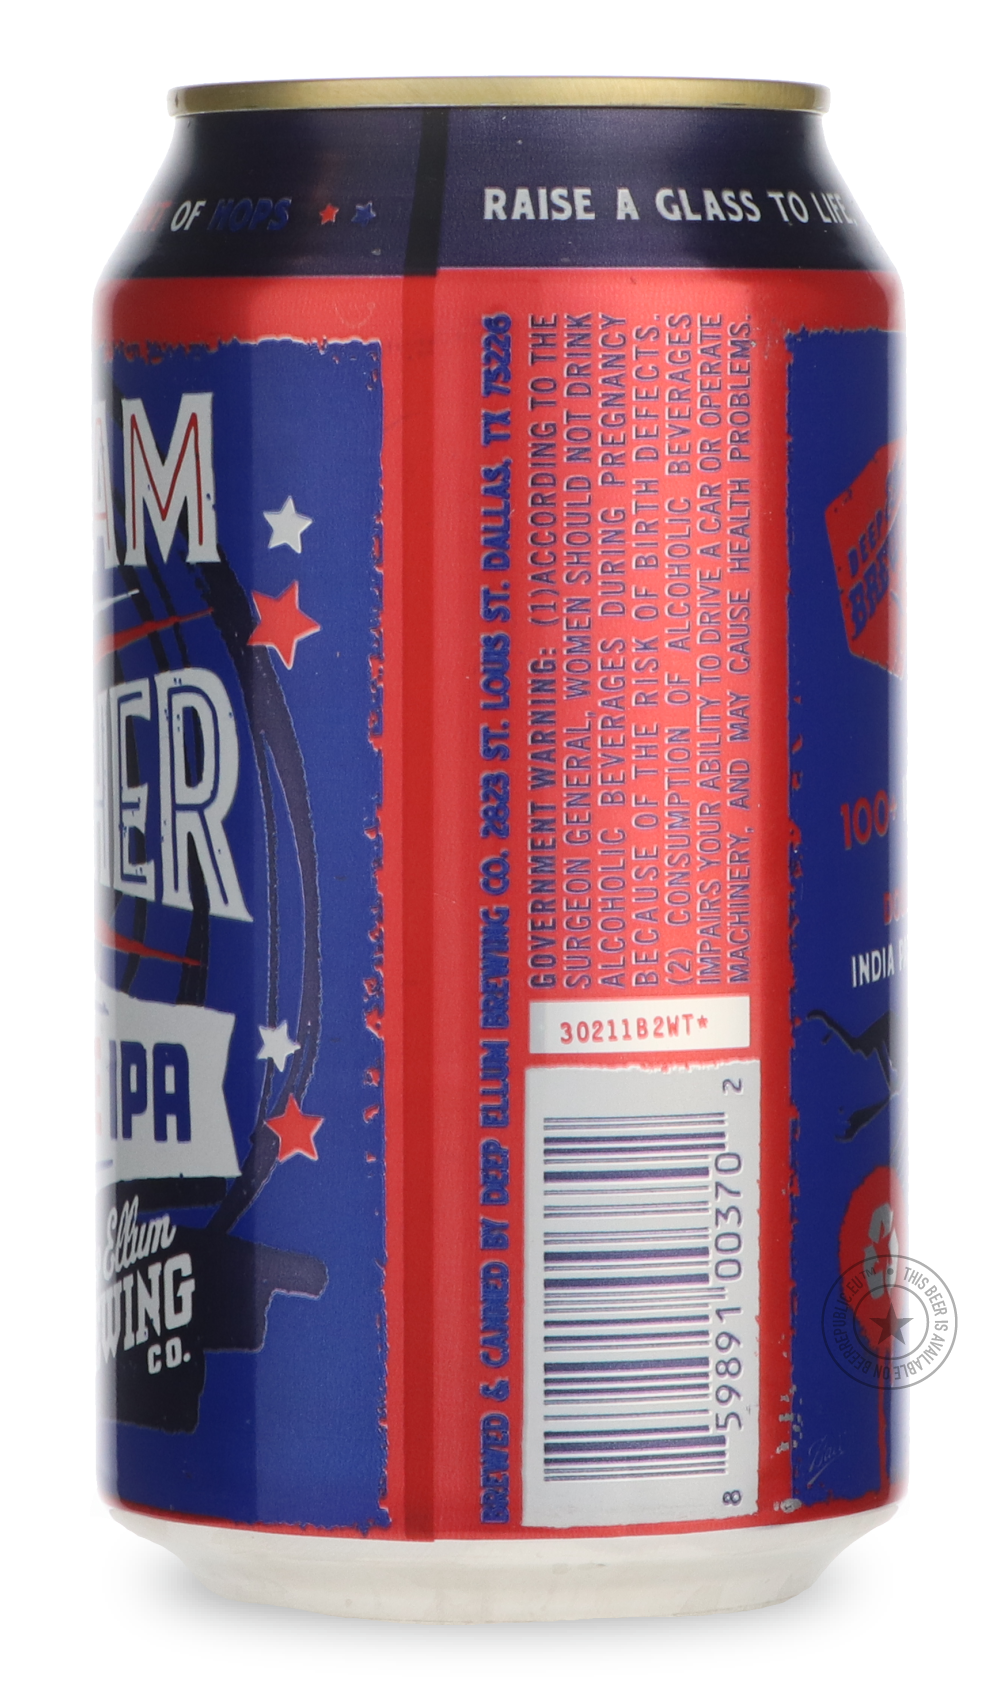 OF HOPS
RAISE A GLASS TO LIFE,
AM
HER
IPA
Ellum
WING
CO.
BREWED & CANNED BY DEEP ELLUM BREWING CO. 2823 ST. LOUIS ST. DALLAS, TX 75226
GOVERNMENT WARNING: (1)ACCORDING TO THE
SURGEON GENERAL, WOMEN SHOULD NOT DRINK
ALCOHOLIC BEVERAGES DURING PREGNANCY
BECAUSE OF THE RISK OF BIRTH DEFECTS.
(2) CONSUMPTION OF ALCOHOLIC BEVERAGES
IMPAIRS YOUR ABILITY TO DRIVE A CAR OR OPERATE
MACHINERY, AND MAY CAUSE HEALTH PROBLEMS.
30211B2WT*
8 59891 00370 2
DEEP
100
INDIA
Ball
THIS BEER IS AVAILABLE ON BEERREPUBLIC.EU